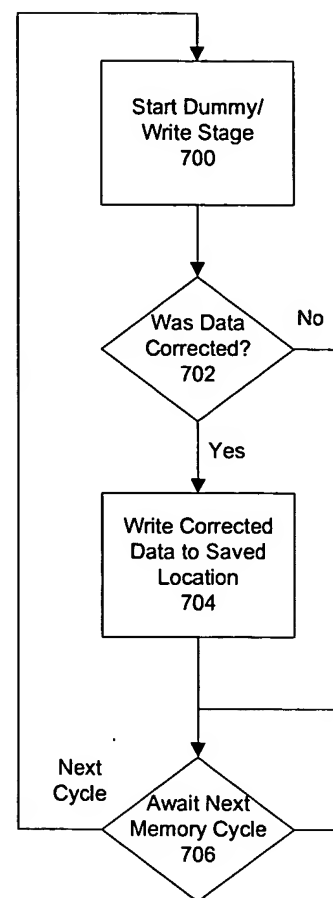 Start Dummy/
Write Stage
700
Was Data
Corrected?
702
No
Yes
Write Corrected
Data to Saved
Location
704
Next
Cycle
Await Next
Memory Cycle
706